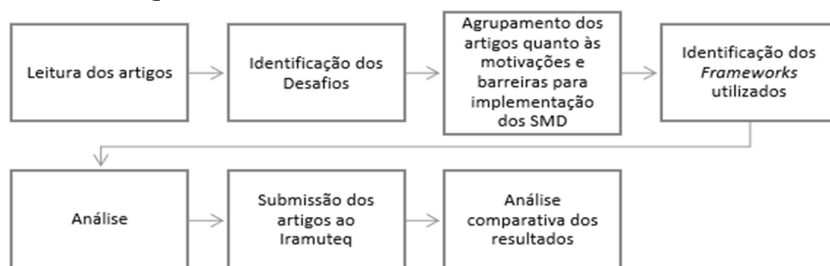 Leitura dos artigos
Identificação dos
Desafios
Agrupamento dos
artigos quanto às
motivações e
barreiras para
implementação
dos SMD
Identificação dos
Frameworks
utilizados
Análise
Submissão dos
artigos ao
Iramuteq
Análise
comparativa dos
resultados